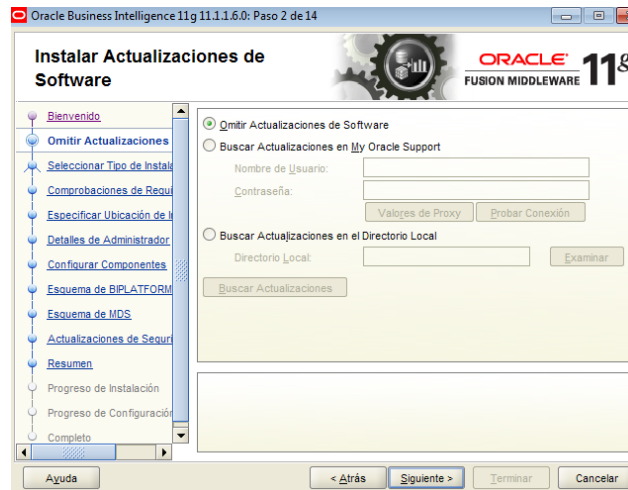 Oracle Business Intelligence 11g 11.1.1.6.0: Paso 2 de 14
Instalar Actualizaciones de
Software
ORACLE
FUSION MIDDLEWARE 11g
Bienvenido
Omitir Actualizaciones
Seleccionar Tipo de Instala
Comprobaciones de Requi
Especificar Ubicación de I
Detalles de Administrador
Configurar Componentes
Esquema de BIPLATFORM
Esquema de MDS
Actualizaciones de Seguri
Resumen
Progreso de Instalación
Progreso de Configuración
Completo
Omitir Actualizaciones de Software
Buscar Actualizaciones en My Oracle Support
Nombre de Usuario:
Contraseña:
Valores de Proxy
Probar Conexión
Buscar Actualizaciones en el Directorio Local
Directorio Local:
Examinar
Buscar Actualizaciones
Ayuda
< Atrás
Siguiente >
Terminar
Cancelar